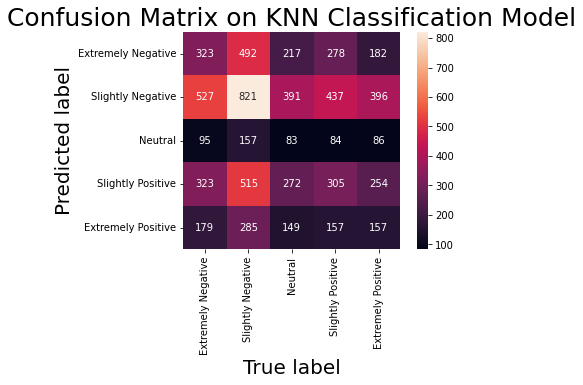 Confusion Matrix on KNN Classification Model
Predicted label
Extremely Negative 323 492 217 278 182
Slightly Negative 527 821 391 437 396
Neutral 95 157 83 84 86
Slightly Positive 323 515 272 305 254
Extremely Positive 179 285 149 157 157
Extremely Negative
Slightly Negative
Neutral
Slightly Positive
Extremely Positive
True label
800
700
600
500
400
300
200
100